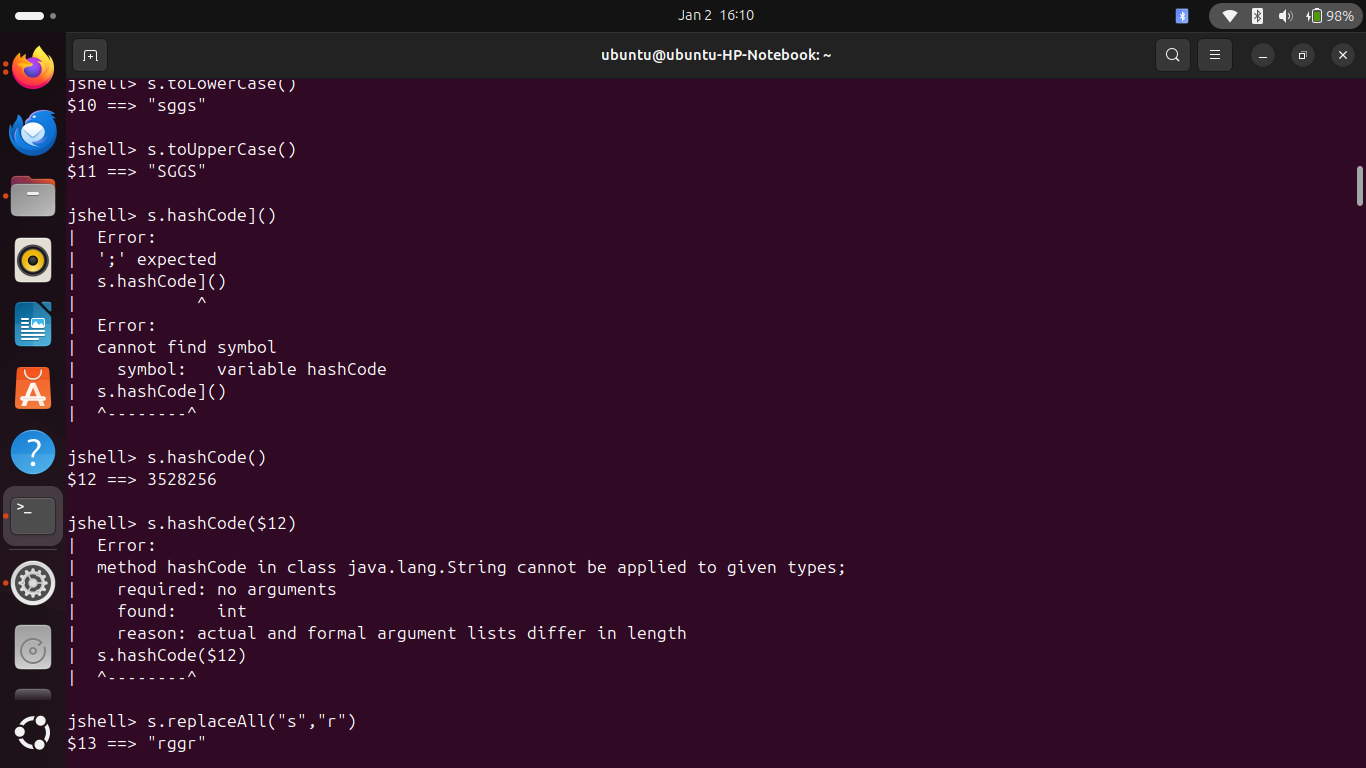 Jan 2 16:10
98%
ubuntu@ubuntu-HP-Notebook: ~
jshell> s.toLowerCase()
$10 ==> "sggs"
jshell> s.toUpperCase()
$11 ==> "SGGS"
jshell> s.hashCode]()
| Error:
| ';' expected
| s.hashCode]()
| ^
| Error:
| cannot find symbol
| symbol: variable hashCode
| s.hashCode]()
| ^--------^
jshell> s.hashCode()
$12 ==> 3528256
jshell> s.hashCode($12)
| Error:
| method hashCode in class java.lang.String cannot be applied to given types;
| required: no arguments
| found: int
| reason: actual and formal argument lists differ in length
| s.hashCode($12)
| ^--------^
jshell> s.replaceAll("s","r")
$13 ==> "rggr"